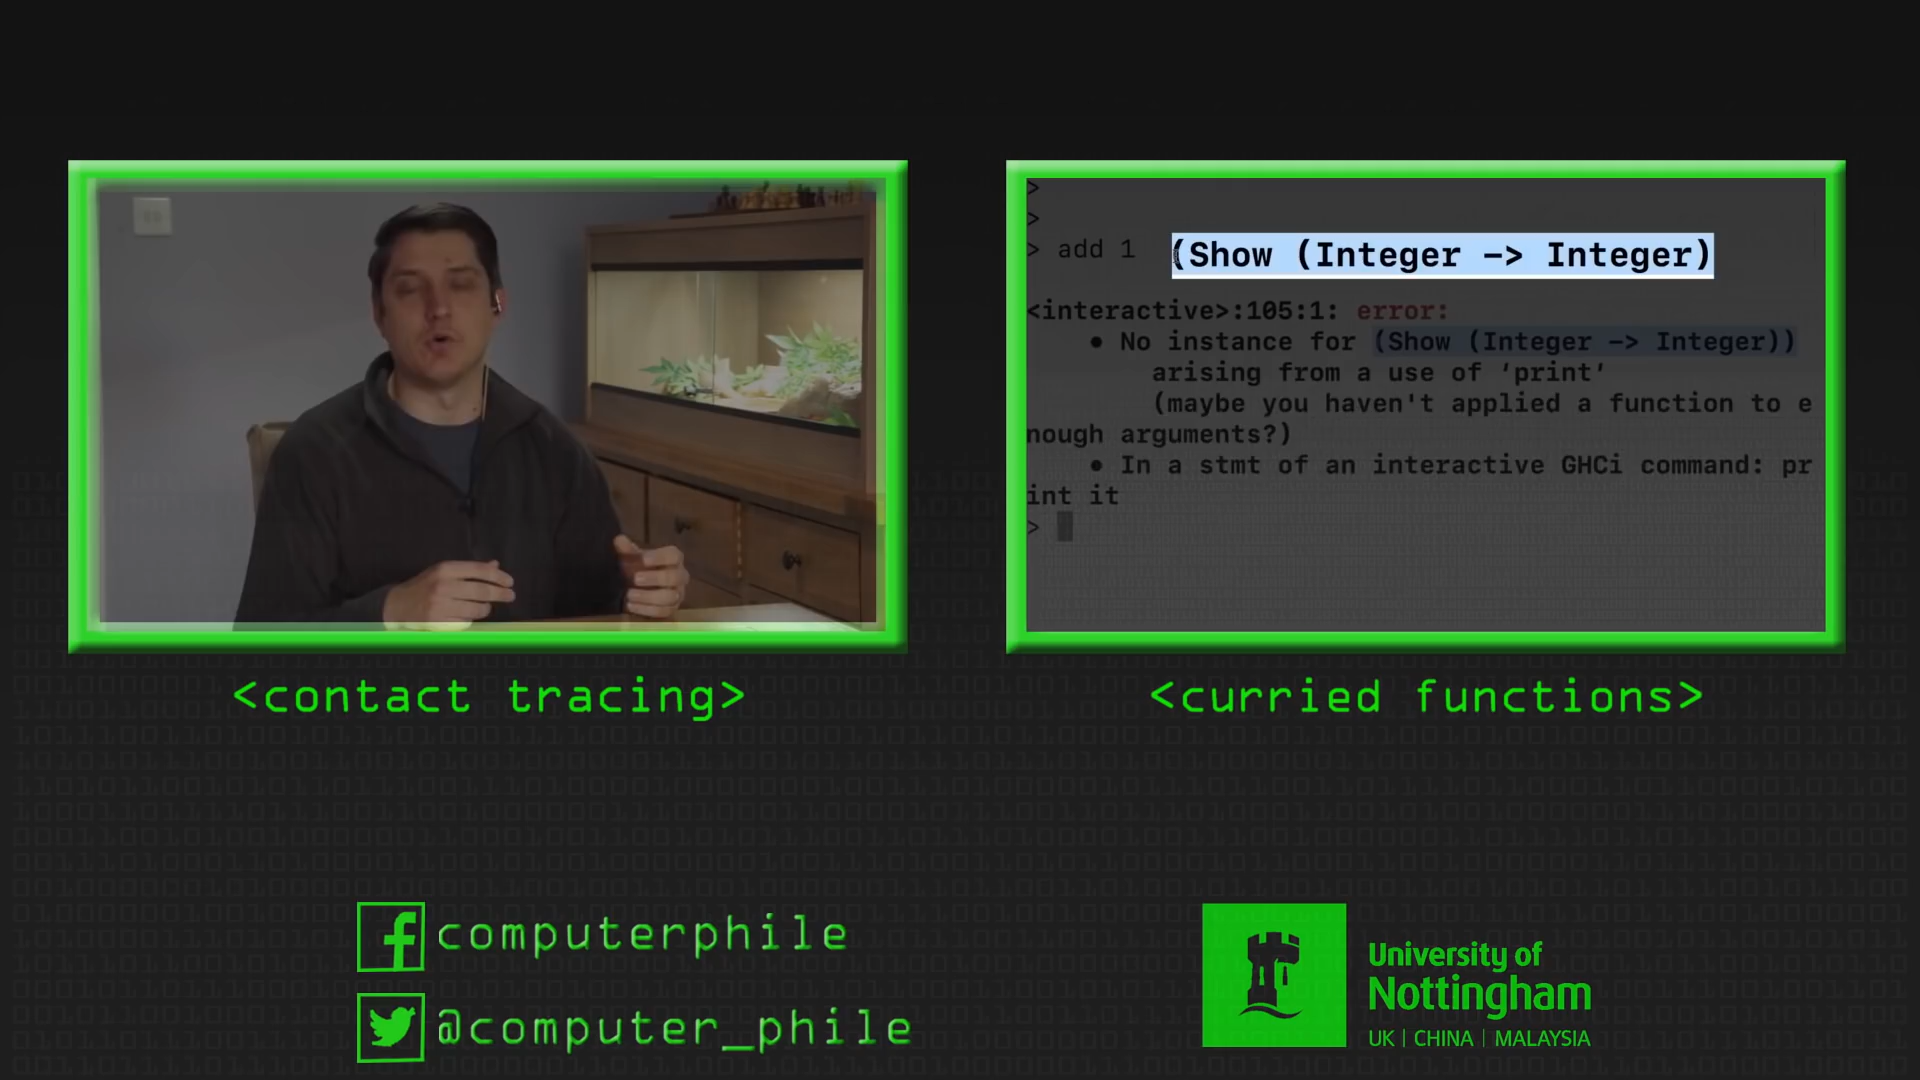 >
>
> add 1
(Show (Integer -> Integer)
<interactive>:105:1: error:
• No instance for (Show (Integer -> Integer))
arising from a use of ‘print’
(maybe you haven't applied a function to e
nough arguments?)
• In a stmt of an interactive GHCi command: pr
int it
>
<contact tracing>
<curried functions>
computerphile
@computer_phile
University of
Nottingham
UK | CHINA | MALAYSIA